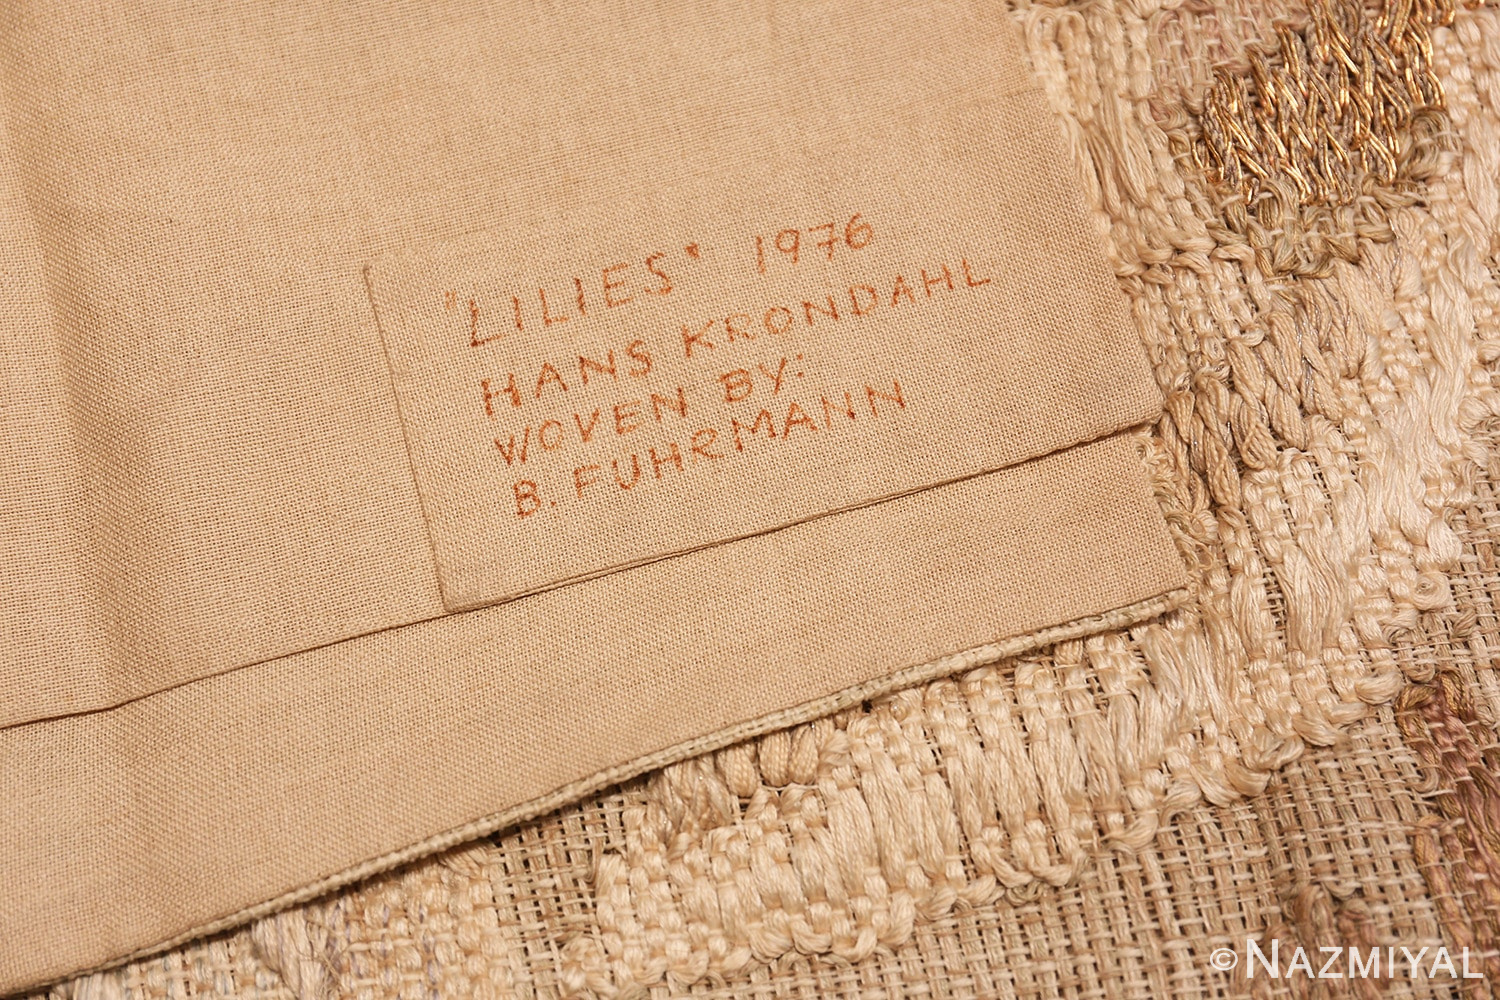 "LILIES" 1976
HANS KRONDAHL
WOVEN BY:
B. FUHRMANN
©NAZMIYAL